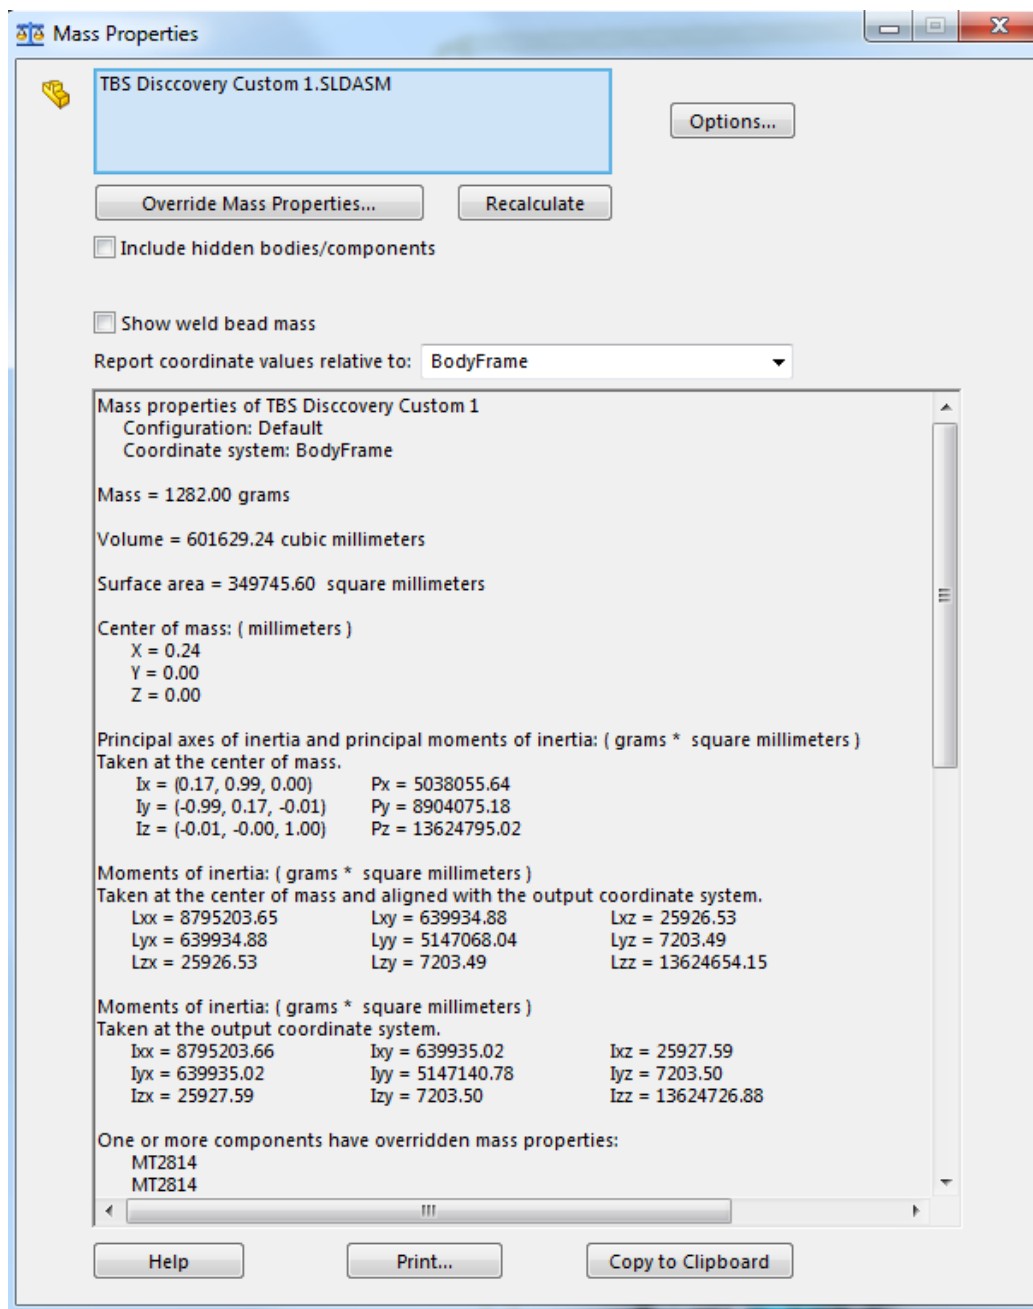 Mass Properties
TBS Disccovery Custom 1.SLDASM
Options...
Override Mass Properties... Recalculate
Include hidden bodies/components
Show weld bead mass
Report coordinate values relative to: BodyFrame
Mass properties of TBS Disccovery Custom 1
Configuration: Default
Coordinate system: BodyFrame
Mass = 1282.00 grams
Volume = 601629.24 cubic millimeters
Surface area = 349745.60 square millimeters
Center of mass: ( millimeters )
X = 0.24
Y = 0.00
Z = 0.00
Principal axes of inertia and principal moments of inertia: ( grams * square millimeters )
Taken at the center of mass.
Ix = (0.17, 0.99, 0.00) Px = 5038055.64
Iy = (-0.99, 0.17, -0.01) Py = 8904075.18
Iz = (-0.01, -0.00, 1.00) Pz = 13624795.02
Moments of inertia: ( grams * square millimeters )
Taken at the center of mass and aligned with the output coordinate system.
Lxx = 8795203.65 Lxy = 639934.88 Lxz = 25926.53
Lyx = 639934.88 Lyy = 5147068.04 Lyz = 7203.49
Lzx = 25926.53 Lzy = 7203.49 Lzz = 13624654.15
Moments of inertia: ( grams * square millimeters )
Taken at the output coordinate system.
Ixx = 8795203.66 Ixy = 639935.02 Ixz = 25927.59
Iyx = 639935.02 Iyy = 5147140.78 Iyz = 7203.50
Izx = 25927.59 Izy = 7203.50 Izz = 13624726.88
One or more components have overridden mass properties:
MT2814
MT2814
Help Print... Copy to Clipboard